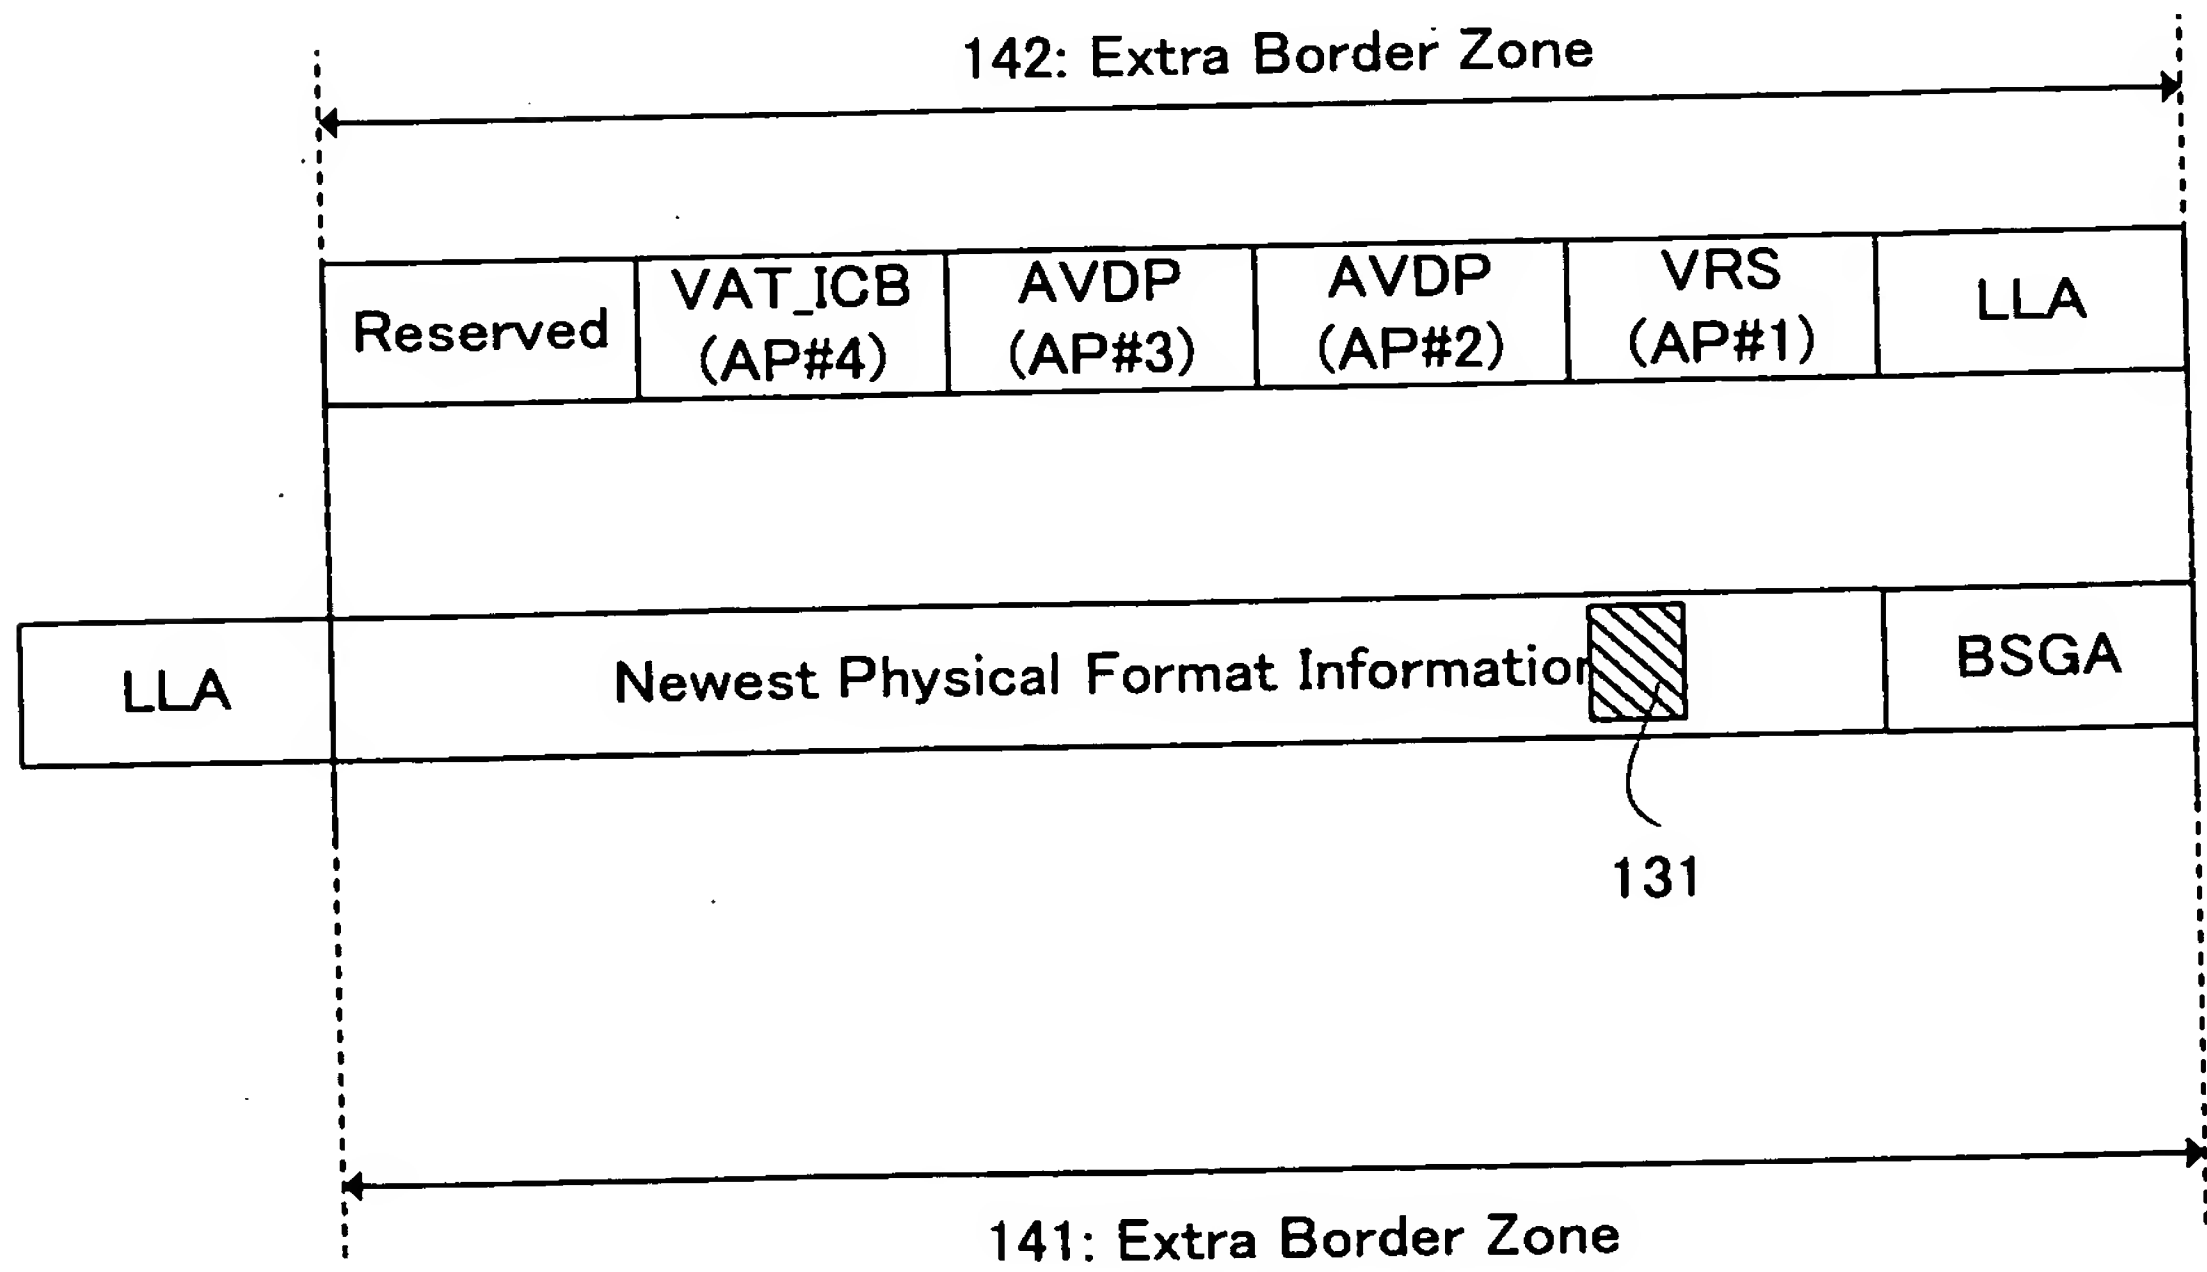 142: Extra Border Zone
Reserved
VAT_ICB
(AP#4)
AVDP
(AP#3)
AVDP
(AP#2)
VRS
(AP#1)
LLA
LLA
Newest Physical Format Information
BSGA
131
141: Extra Border Zone